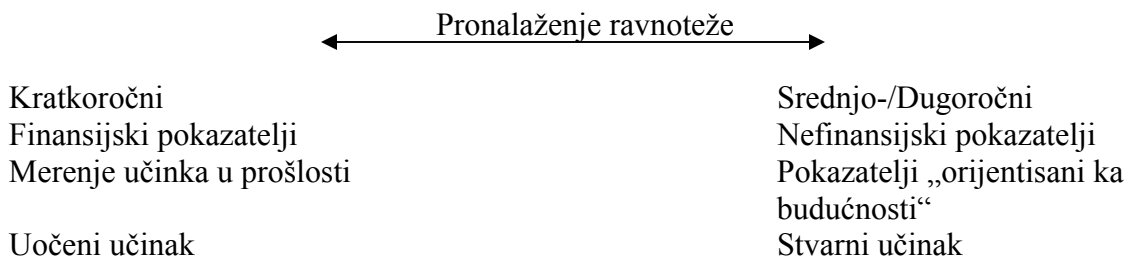 Pronalaženje ravnoteže
Kratkoročni
Finansijski pokazatelji
Merenje učinka u prošlosti
Uočeni učinak
Srednjo-/Dugoročni
Nefinansijski pokazatelji
Pokazatelji „orijentisani ka
budućnosti“
Stvarni učinak